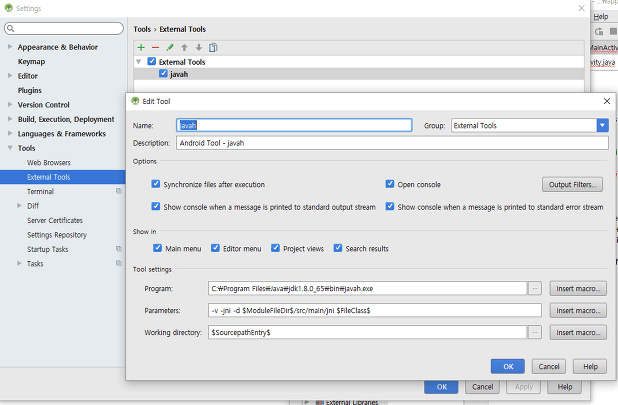 Settings
- ...\app
Help
Tools › External Tools
Appearance & Behavior
Keymap
Editor
Plugins
Version Control
Build, Execution, Deployment
Languages & Frameworks
Tools
Web Browsers
External Tools
Terminal
Diff
Server Certificates
Settings Repository
Startup Tasks
Tasks
External Tools
javah
MainActiv
vity.java
Edit Tool
Name: javah Group: External Tools
Description: Android Tool - javah
Options
Synchronize files after execution Open console Output Filters...
Show console when a message is printed to standard output stream Show console when a message is printed to standard error stream
Show in
Main menu Editor menu Project views Search results
Tool settings
Program: C:₩Program Files₩Java₩jdk1.8.0_65₩bin₩javah.exe ... Insert macro...
Parameters: -v -jni -d $ModuleFileDir$/src/main/jni $FileClass$ Insert macro...
Working directory: $SourcepathEntry$ ... Insert macro...
OK Cancel Help
OK Cancel Apply Help
External Libraries